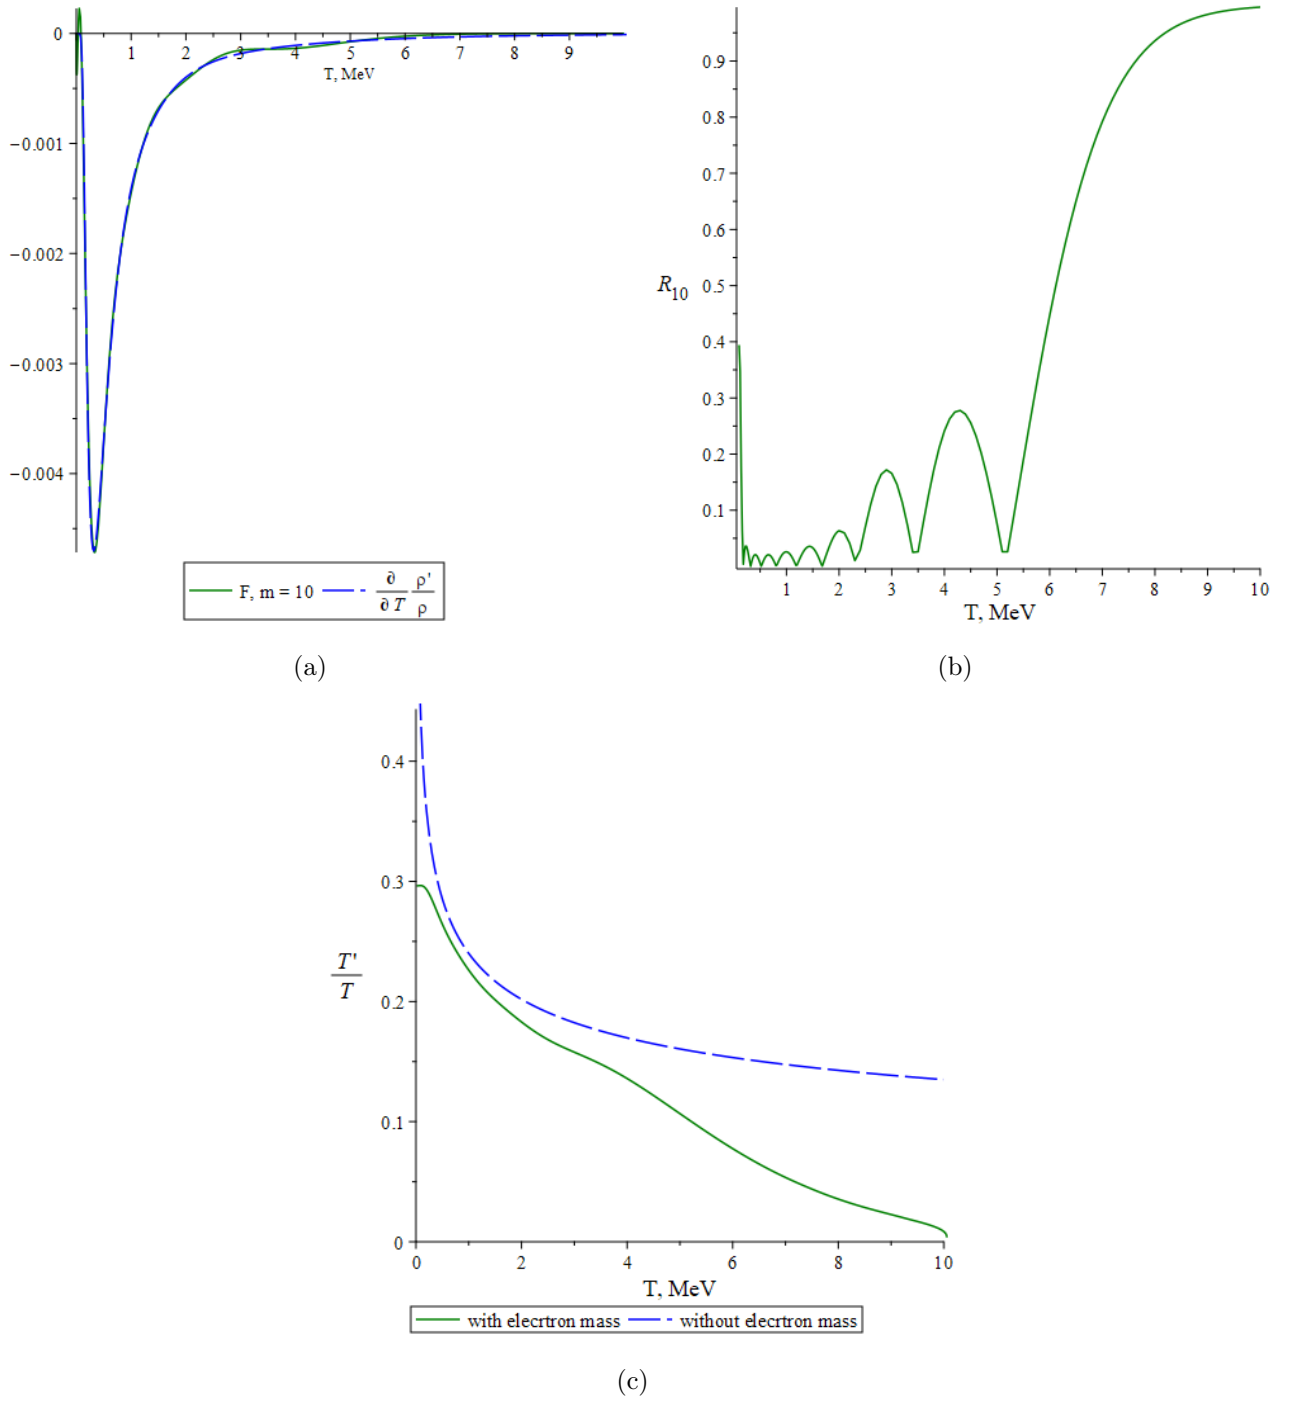 0
1 2 3 4 5 6 7 8 9
T, MeV
−0.001
−0.002
−0.003
−0.004
F, m = 10 ∂/∂T ρ'/ρ
(a)
0.9
0.8
0.7
0.6
R10 0.5
0.4
0.3
0.2
0.1
1 2 3 4 5 6 7 8 9 10
T, MeV
(b)
0.4
0.3
T'/T
0.2
0.1
0
0 2 4 6 8 10
T, MeV
with elecrtron mass without elecrtron mass
(c)